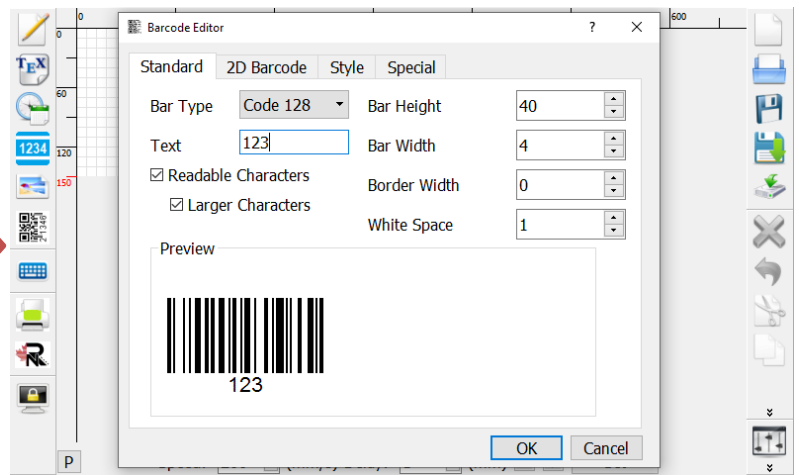 0
600
Barcode Editor ? ×
0
Standard 2D Barcode Style Special
TEX
60
Bar Type Code 128 Bar Height 40
1234
120
Text 123 Bar Width 4
150
Readable Characters Border Width 0
Larger Characters
White Space 1
Preview
123
OK Cancel
P